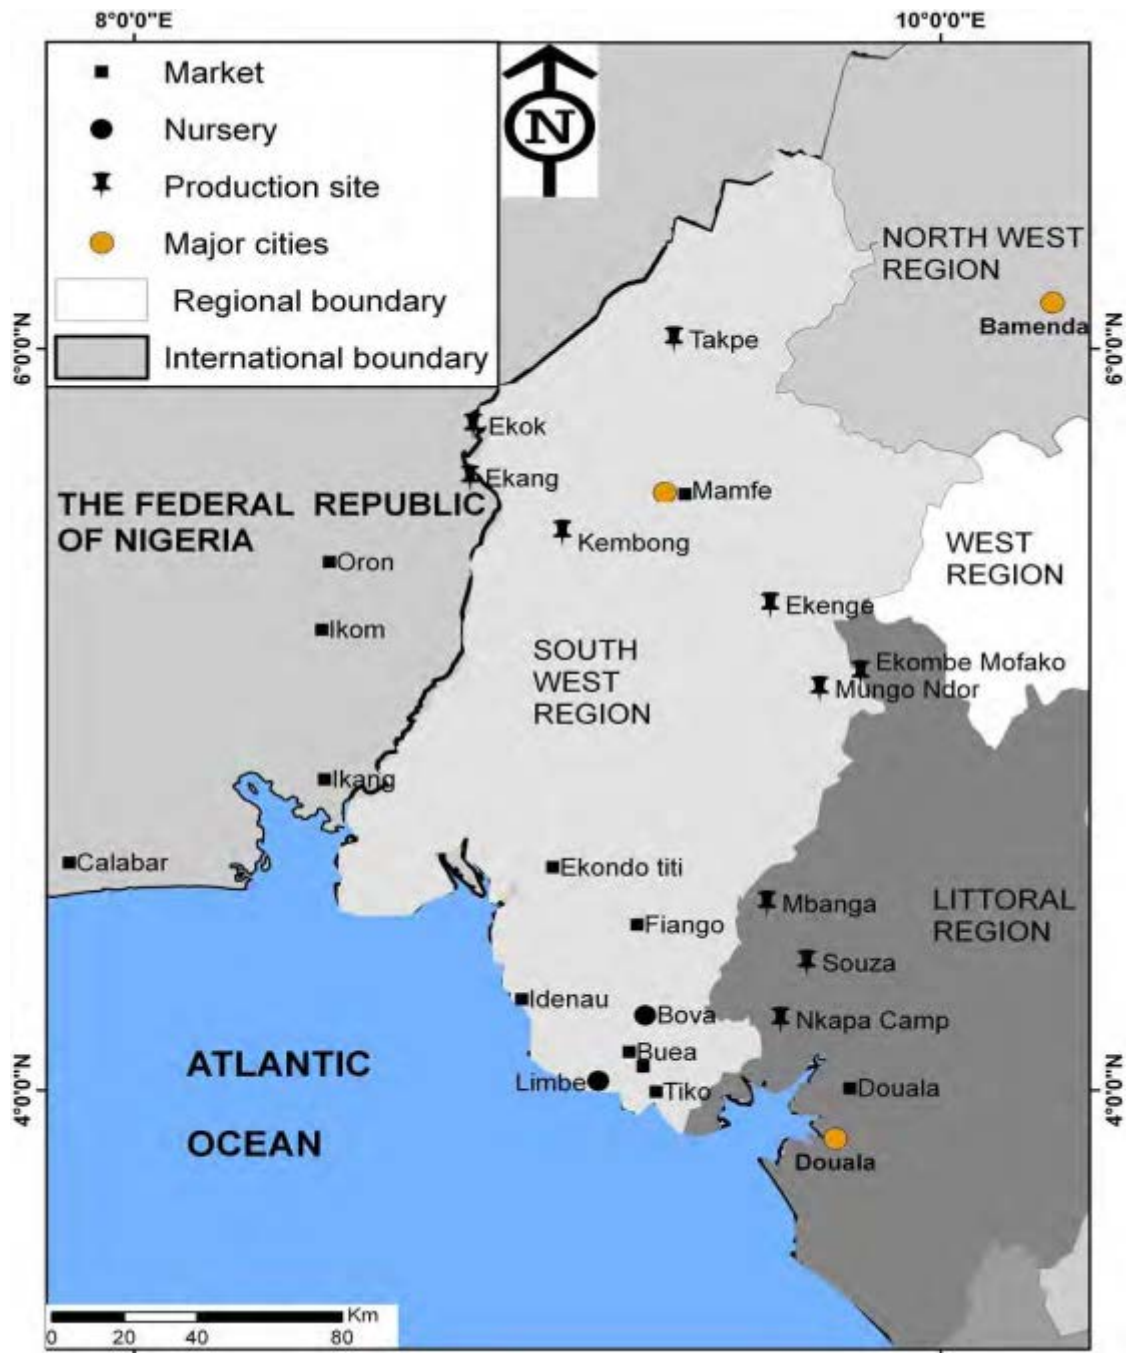 8°0'0"E
10°0'0"E
Market
Nursery
Production site
Major cities
Regional boundary
International boundary
N
6°0'0"N
6°0'0"N
NORTH WEST
REGION
Bamenda
Takpe
Ekok
Ekang
Mamfe
THE FEDERAL REPUBLIC
OF NIGERIA
Kembong
WEST
REGION
Oron
Ekenge
Ikom
SOUTH
WEST
REGION
Ekombe Mofako
Mungo Ndor
Ikang
Calabar
Ekondo titi
Mbanga
LITTORAL
REGION
Fiango
Souza
Idenau
Bova
Nkapa Camp
Buea
Limbe
Tiko
Douala
4°0'0"N
4°0'0"N
ATLANTIC
OCEAN
Douala
Km
0 20 40 80